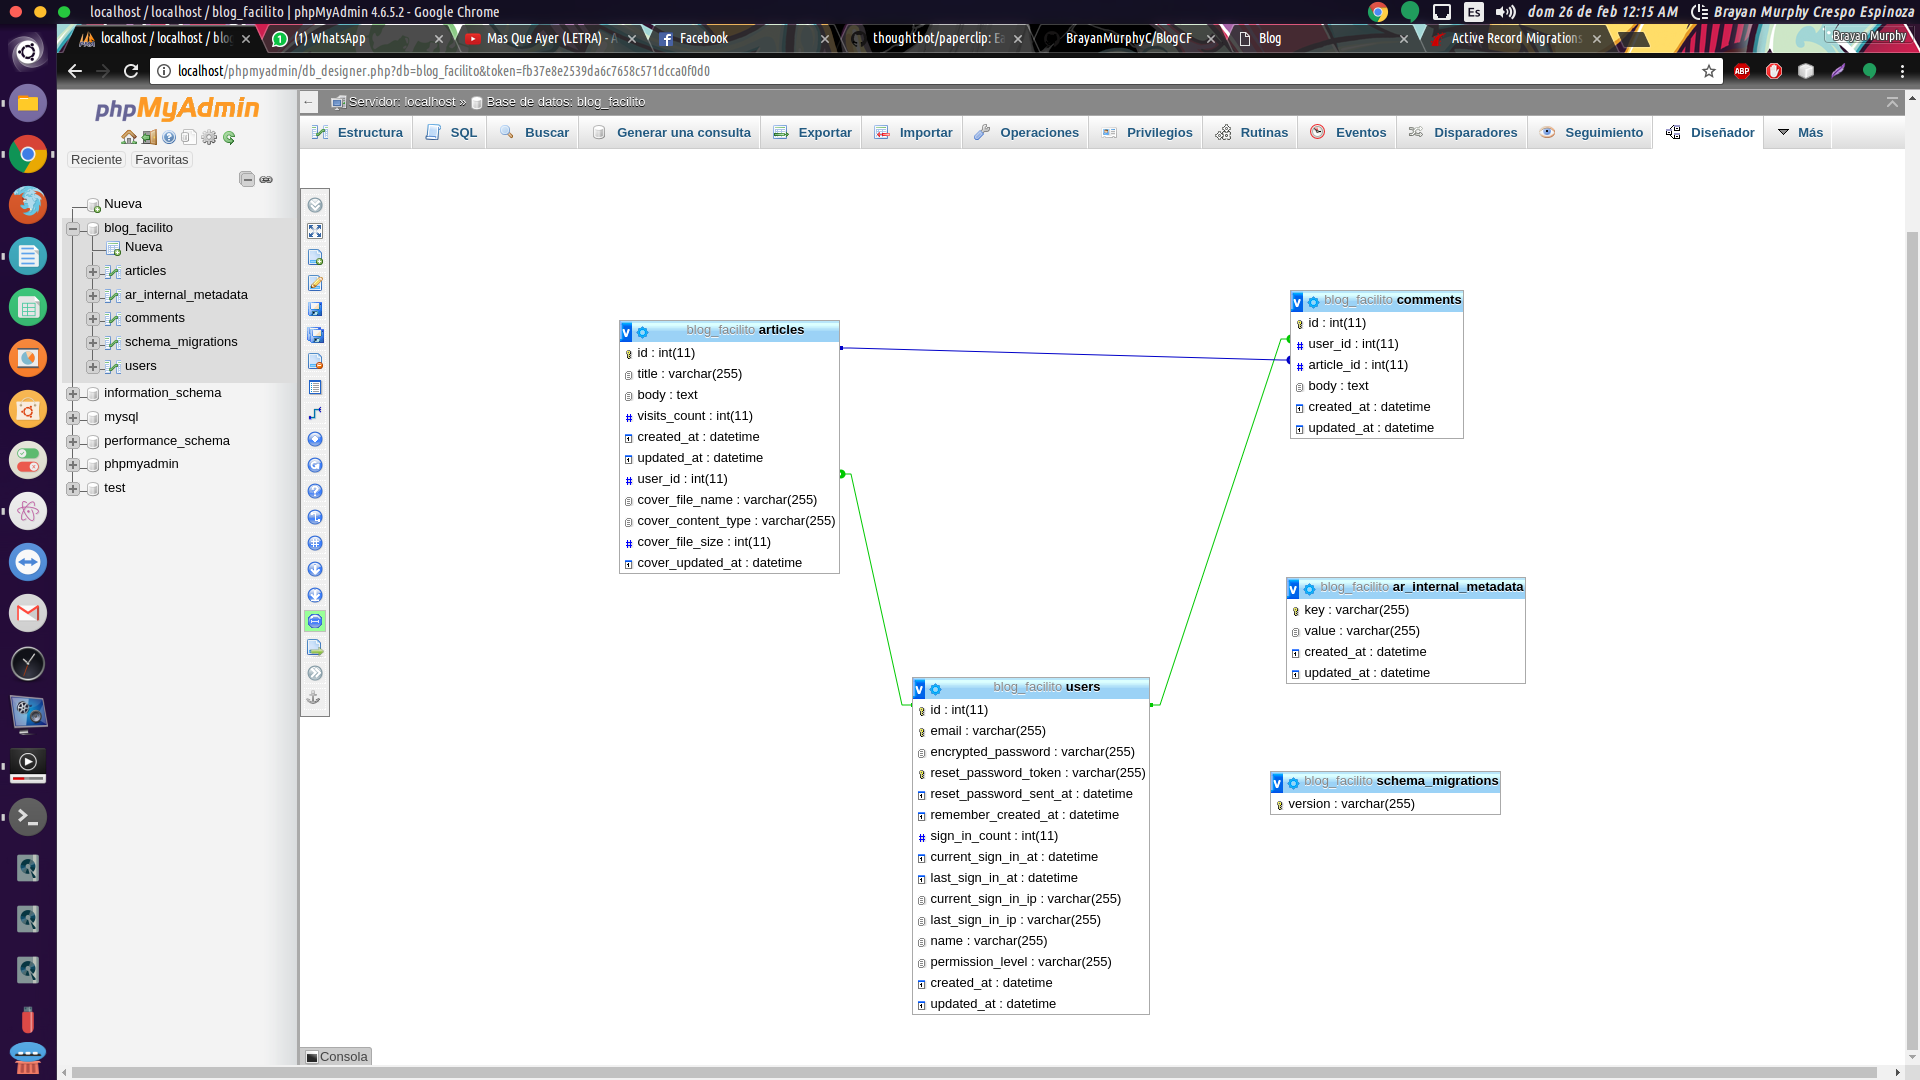 localhost / localhost / blog_facilito | phpMyAdmin 4.6.5.2 - Google Chrome
Es
dom 26 de feb 12:15 AM
Brayan Murphy Crespo Espinoza
localhost / localhost / blo
(1) WhatsApp
Mas Que Ayer (LETRA) -
Facebook
thoughtbot/paperclip: Ea
BrayanMurphyC/BlogCF
Blog
Active Record Migrations
Brayan Murphy
localhost/phpmyadmin/db_designer.php?db=blog_facilito&token=fb37e8e2539da6c7658c571dcca0f0d0
ABP
phpMyAdmin
Reciente
Favoritas
Nueva
blog_facilito
Nueva
articles
ar_internal_metadata
comments
schema_migrations
users
information_schema
mysql
performance_schema
phpmyadmin
test
Servidor: localhost » Base de datos: blog_facilito
Estructura
SQL
Buscar
Generar una consulta
Exportar
Importar
Operaciones
Privilegios
Rutinas
Eventos
Disparadores
Seguimiento
Diseñador
Más
v blog_facilito articles
id : int(11)
title : varchar(255)
body : text
visits_count : int(11)
created_at : datetime
updated_at : datetime
user_id : int(11)
cover_file_name : varchar(255)
cover_content_type : varchar(255)
cover_file_size : int(11)
cover_updated_at : datetime
v blog_facilito comments
id : int(11)
user_id : int(11)
article_id : int(11)
body : text
created_at : datetime
updated_at : datetime
v blog_facilito ar_internal_metadata
key : varchar(255)
value : varchar(255)
created_at : datetime
updated_at : datetime
v blog_facilito users
id : int(11)
email : varchar(255)
encrypted_password : varchar(255)
reset_password_token : varchar(255)
reset_password_sent_at : datetime
remember_created_at : datetime
sign_in_count : int(11)
current_sign_in_at : datetime
last_sign_in_at : datetime
current_sign_in_ip : varchar(255)
last_sign_in_ip : varchar(255)
name : varchar(255)
permission_level : varchar(255)
created_at : datetime
updated_at : datetime
v blog_facilito schema_migrations
version : varchar(255)
Consola